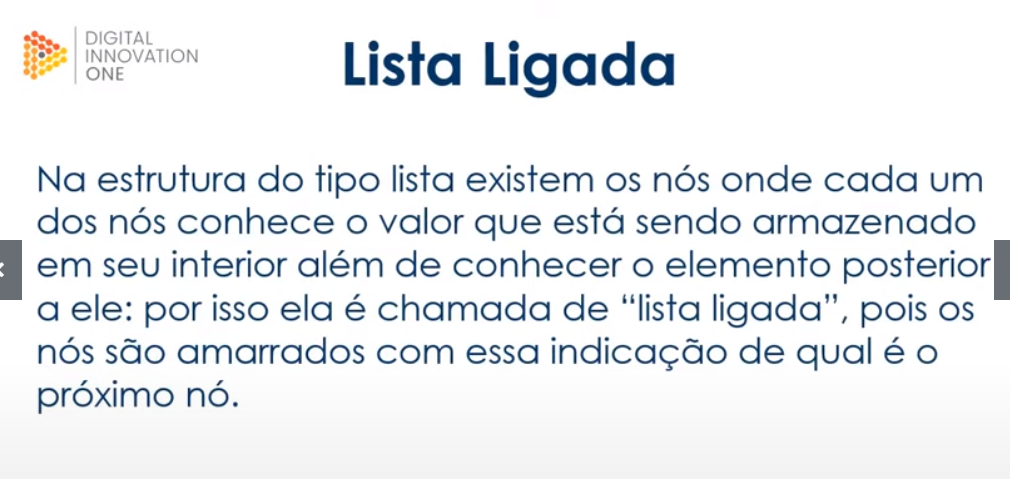 DIGITAL
INNOVATION
ONE
Lista Ligada
Na estrutura do tipo lista existem os nós onde cada um
dos nós conhece o valor que está sendo armazenado
em seu interior além de conhecer o elemento posterior
a ele: por isso ela é chamada de “lista ligada”, pois os
nós são amarrados com essa indicação de qual é o
próximo nó.